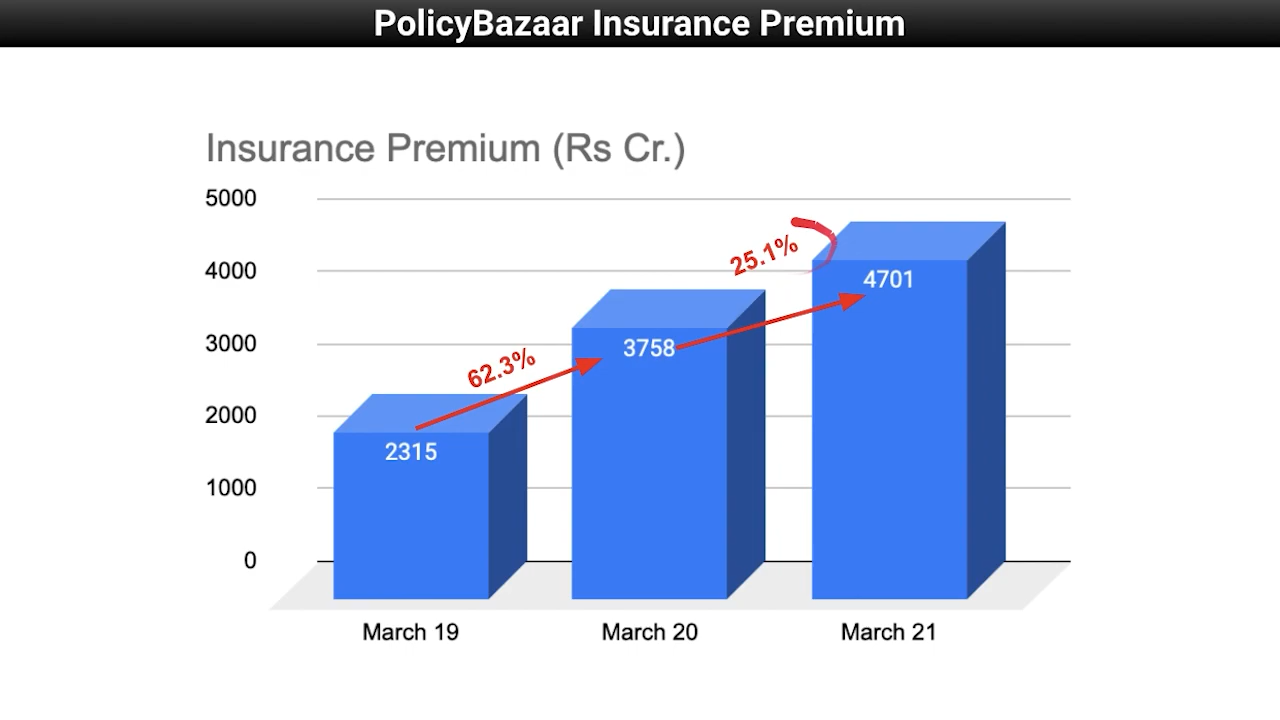 PolicyBazaar Insurance Premium
Insurance Premium (Rs Cr.)
5000
4000
3000
2000
1000
0
25.1%
4701
3758
62.3%
2315
March 19
March 20
March 21